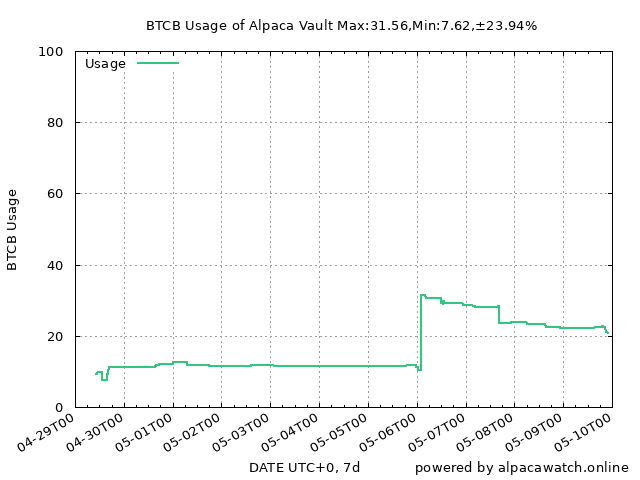 BTCB Usage of Alpaca Vault Max:31.56,Min:7.62,±23.94%
Usage
100
80
60
40
20
0
BTCB Usage
04-29T00
04-30T00
05-01T00
05-02T00
05-03T00
05-04T00
05-05T00
05-06T00
05-07T00
05-08T00
05-09T00
05-10T00
DATE UTC+0, 7d
powered by alpacawatch.online